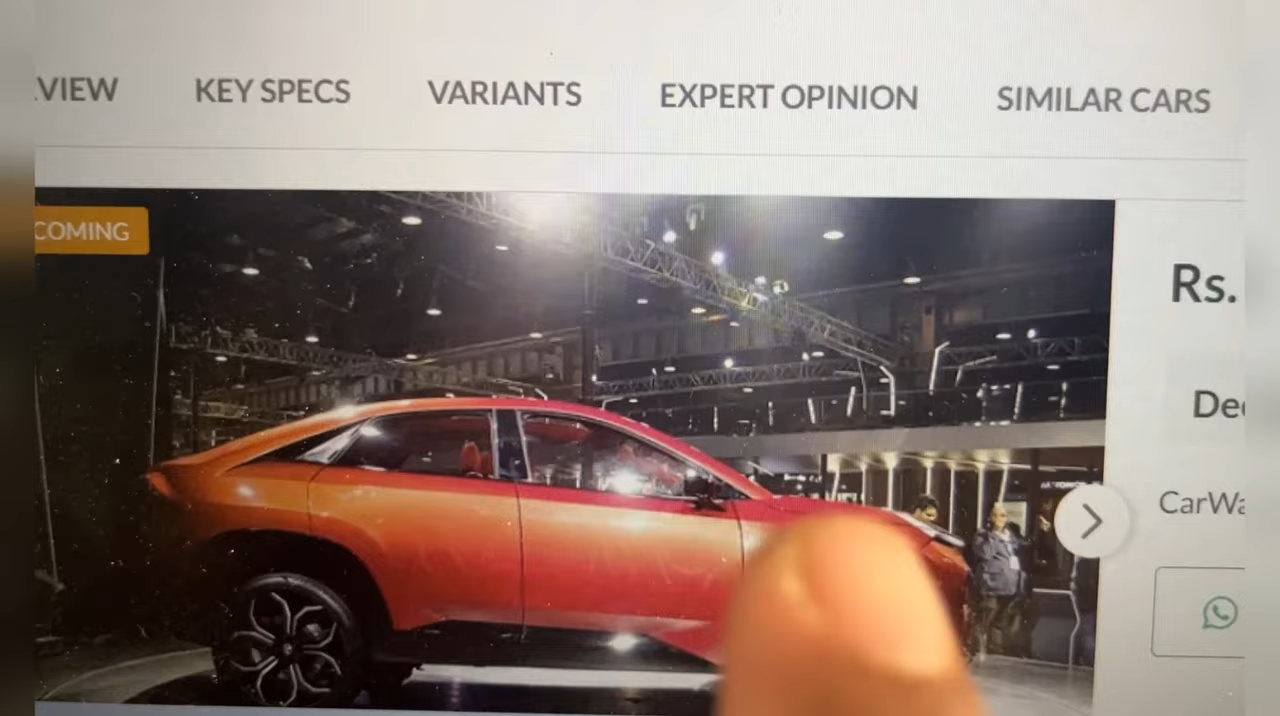 VIEW
KEY SPECS
VARIANTS
EXPERT OPINION
SIMILAR CARS
COMING
Rs.
De
CarWa